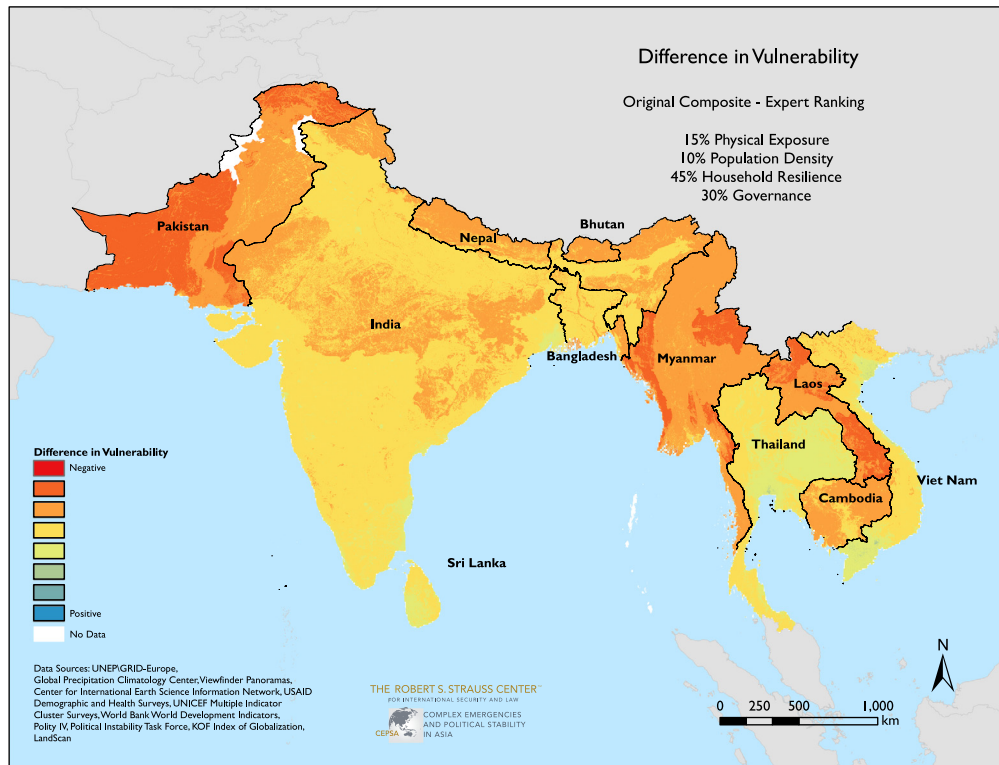 Difference in Vulnerability
Original Composite - Expert Ranking
15% Physical Exposure
10% Population Density
45% Household Resilience
30% Governance
Pakistan
Nepal
Bhutan
India
Bangladesh
Myanmar
Laos
Thailand
Viet Nam
Cambodia
Sri Lanka
Difference in Vulnerability
Negative
Positive
No Data
Data Sources: UNEP\GRID-Europe,
Global Precipitation Climatology Center, Viewfinder Panoramas,
Center for International Earth Science Information Network, USAID
Demographic and Health Surveys, UNICEF Multiple Indicator
Cluster Surveys, World Bank World Development Indicators,
Polity IV, Political Instability Task Force, KOF Index of Globalization,
LandScan
THE ROBERT S. STRAUSS CENTER™
FOR INTERNATIONAL SECURITY AND LAW
CEPSA
COMPLEX EMERGENCIES
AND POLITICAL STABILITY
IN ASIA
N
0 250 500 1,000
km